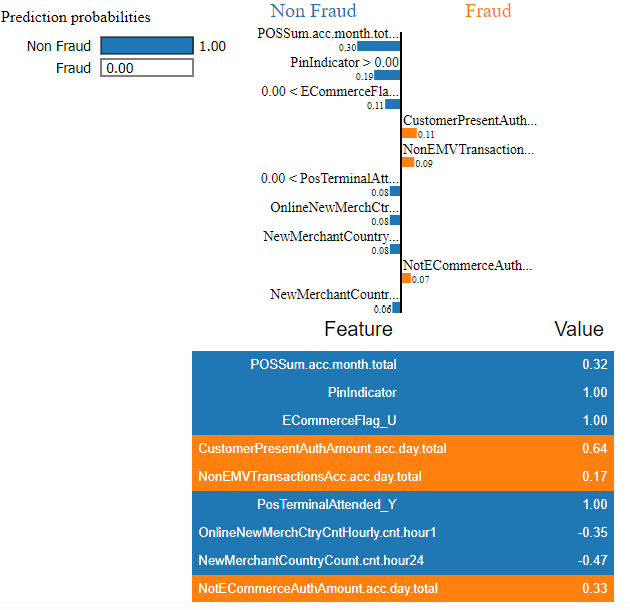 Prediction probabilities
Non Fraud 1.00
Fraud 0.00
Non Fraud Fraud
POSSum.acc.month.tot...
0.30
PinIndicator > 0.00
0.19
0.00 < ECommerceFla...
0.11
CustomerPresentAuth...
0.11
NonEMVTransaction...
0.09
0.00 < PosTerminalAtt...
0.08
OnlineNewMerchCtr...
0.08
NewMerchantCountry...
0.08
NotECommerceAuth...
0.07
NewMerchantCountr...
0.06
Feature Value
POSSum.acc.month.total 0.32
PinIndicator 1.00
ECommerceFlag_U 1.00
CustomerPresentAuthAmount.acc.day.total 0.64
NonEMVTransactionsAcc.acc.day.total 0.17
PosTerminalAttended_Y 1.00
OnlineNewMerchCtryCntHourly.cnt.hour1 -0.35
NewMerchantCountryCount.cnt.hour24 -0.47
NotECommerceAuthAmount.acc.day.total 0.33